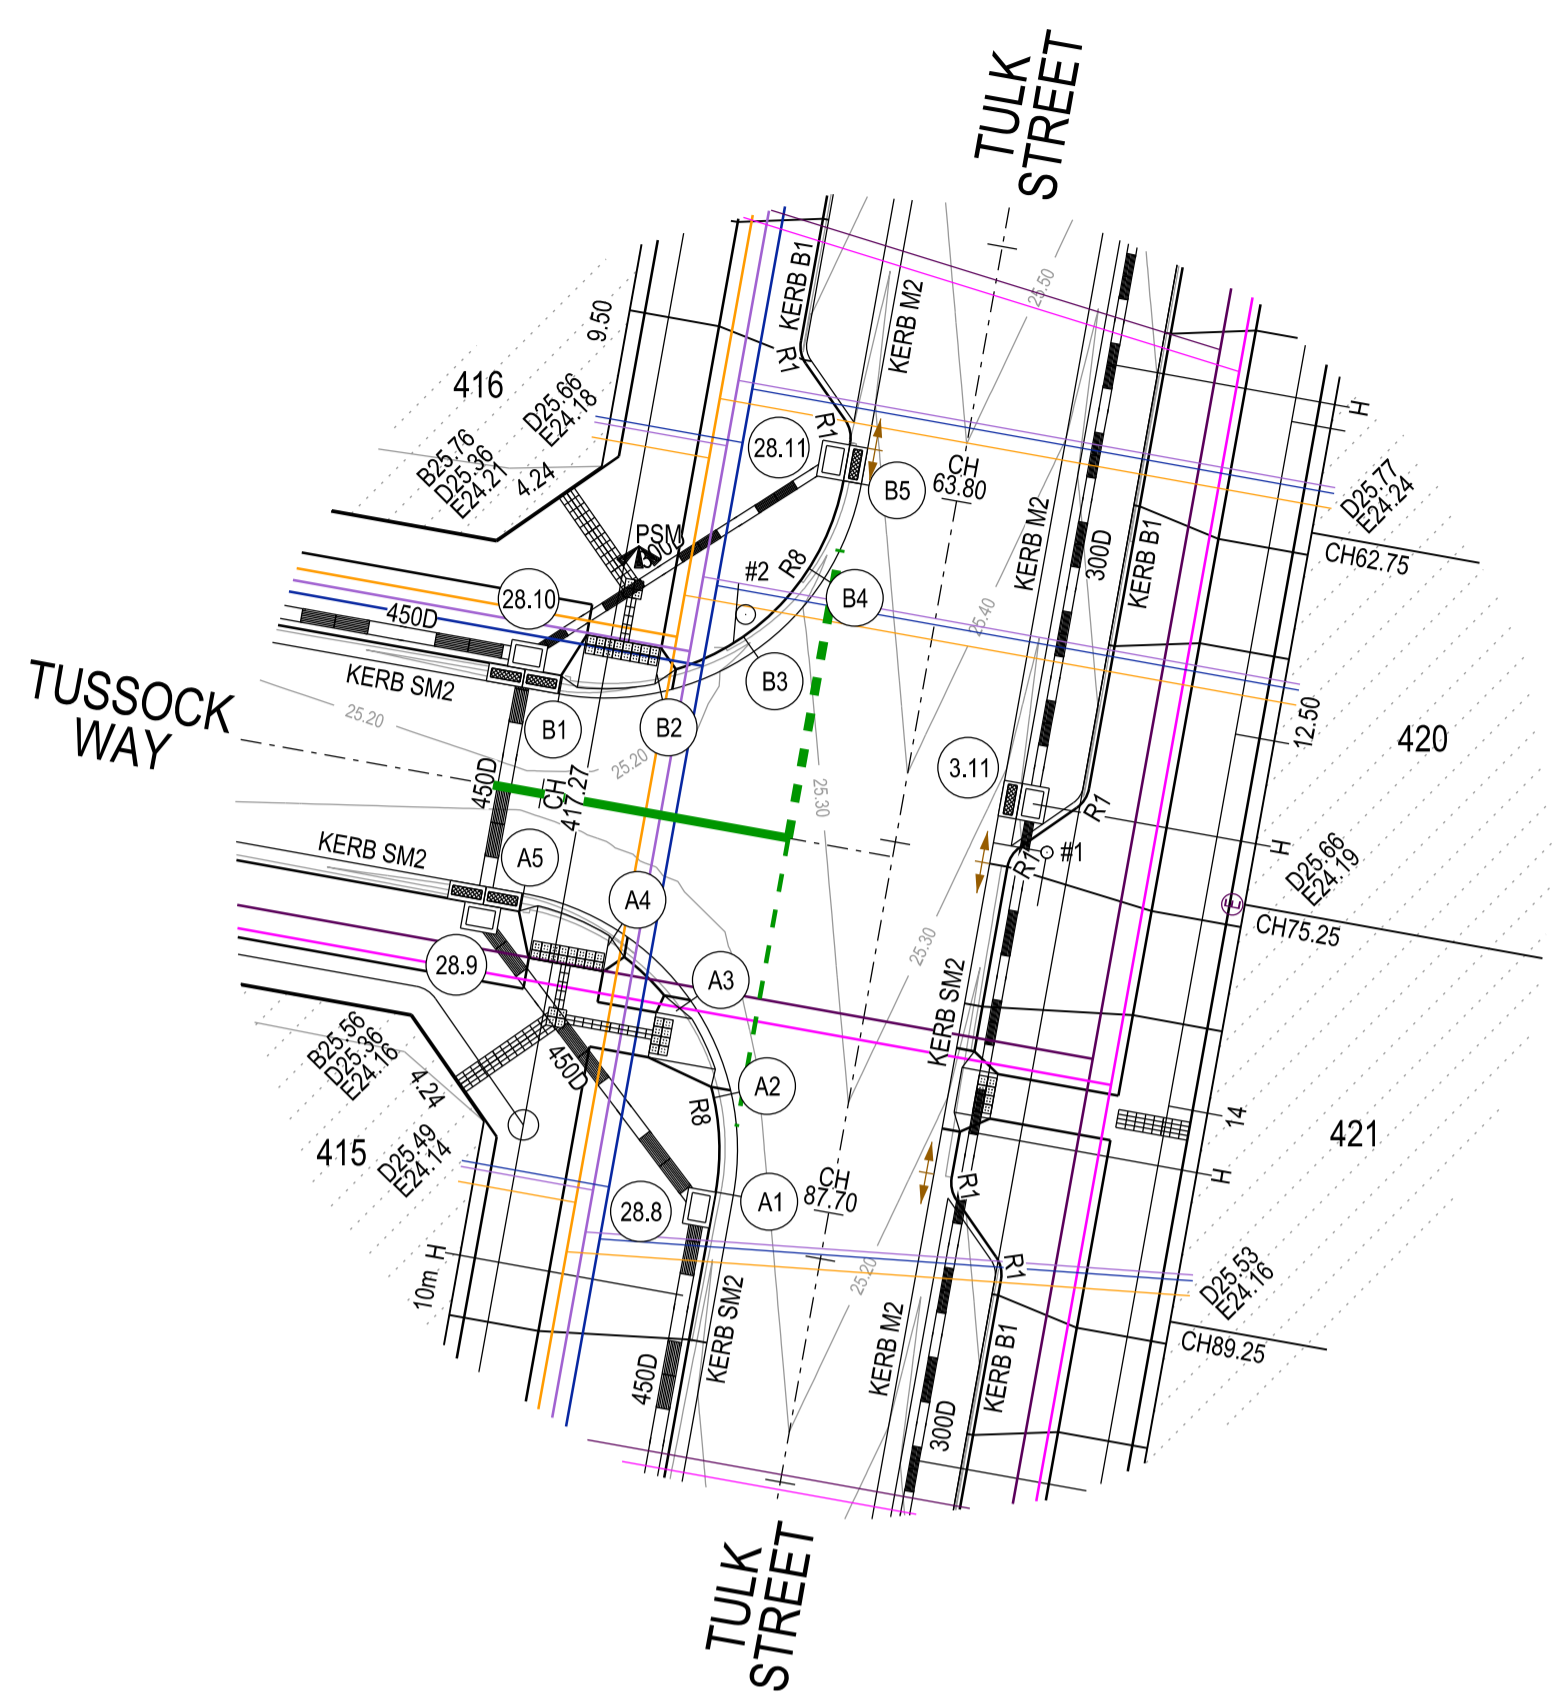 TULK
STREET
KERB B1
KERB M2
25.50
9.50
416
R1
D25.66
E24.18
B25.76
D25.36
E24.21
4.24
R1
28.11
B5
CH
63.80
H
D25.77
E24.24
CH62.75
KERB M2
300D
KERB B1
PSM
28.10
450D
#2
R8
B4
25.40
B3
KERB SM2
TUSSOCK
WAY
25.20
B1
B2
25.20
12.50
420
3.11
450D
CH
417.27
25.30
R1
R1
#1
H
D25.66
E24.19
E
CH75.25
KERB SM2
A5
A4
25.30
28.9
A3
KERB SM2
B25.56
D25.36
E24.16
4.24
450D
A2
R8
14
421
415
D25.49
E24.14
H
28.8
A1
CH
87.70
R1
R1
25.20
10m H
D25.53
E24.16
CH89.25
KERB SM2
KERB M2
KERB B1
450D
300D
TULK
STREET